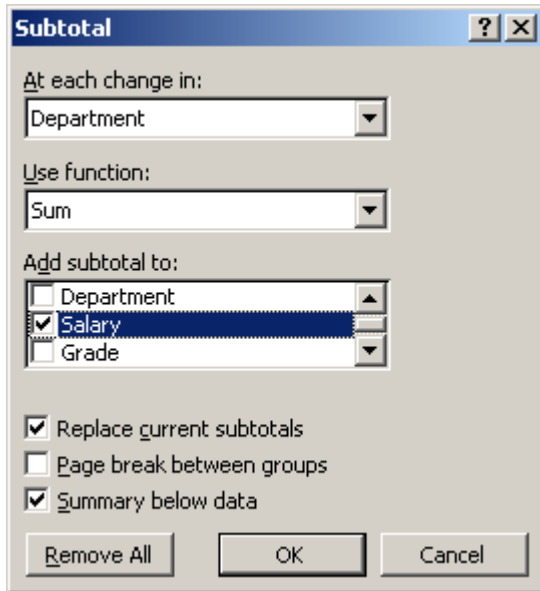 Subtotal
At each change in:
Department
Use function:
Sum
Add subtotal to:
Department
Salary
Grade
Replace current subtotals
Page break between groups
Summary below data
Remove All OK Cancel